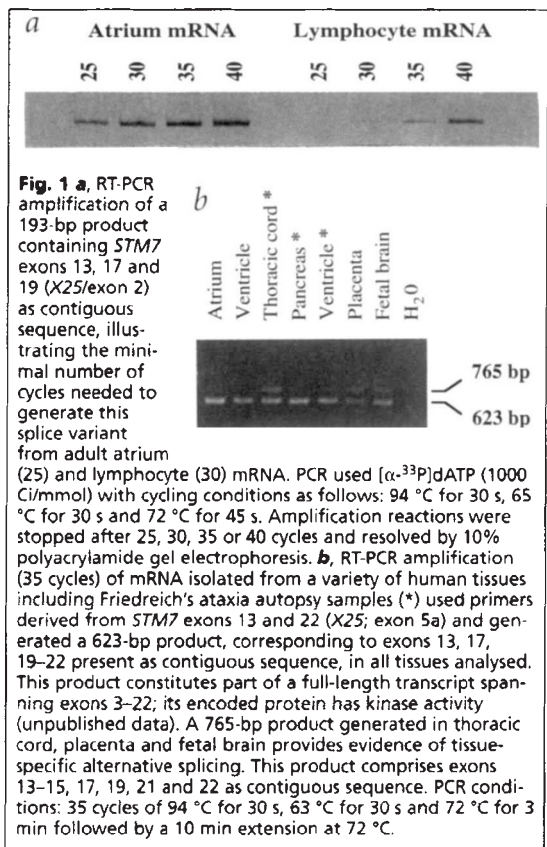 a
Atrium mRNA Lymphocyte mRNA
25 30 35 40 25 30 35 40
Fig. 1 a, RT-PCR
amplification of a
193-bp product
containing STM7
exons 13, 17 and
19 (X25/exon 2)
as contiguous
sequence, illus-
trating the mini-
mal number of
cycles needed to
generate this
splice variant
from adult atrium
b
Atrium
Ventricle
Thoracic cord *
Pancreas *
Ventricle *
Placenta
Fetal brain
H₂0
765 bp
623 bp
(25) and lymphocyte (30) mRNA. PCR used [α-³³P]dATP (1000
Ci/mmol) with cycling conditions as follows: 94 °C for 30 s, 65
°C for 30 s and 72 °C for 45 s. Amplification reactions were
stopped after 25, 30, 35 or 40 cycles and resolved by 10%
polyacrylamide gel electrophoresis. b, RT-PCR amplification
(35 cycles) of mRNA isolated from a variety of human tissues
including Friedreich's ataxia autopsy samples (*) used primers
derived from STM7 exons 13 and 22 (X25; exon 5a) and gen-
erated a 623-bp product, corresponding to exons 13, 17,
19–22 present as contiguous sequence, in all tissues analysed.
This product constitutes part of a full-length transcript span-
ning exons 3–22; its encoded protein has kinase activity
(unpublished data). A 765-bp product generated in thoracic
cord, placenta and fetal brain provides evidence of tissue-
specific alternative splicing. This product comprises exons
13–15, 17, 19, 21 and 22 as contiguous sequence. PCR condi-
tions: 35 cycles of 94 °C for 30 s, 63 °C for 30 s and 72 °C for 3
min followed by a 10 min extension at 72 °C.